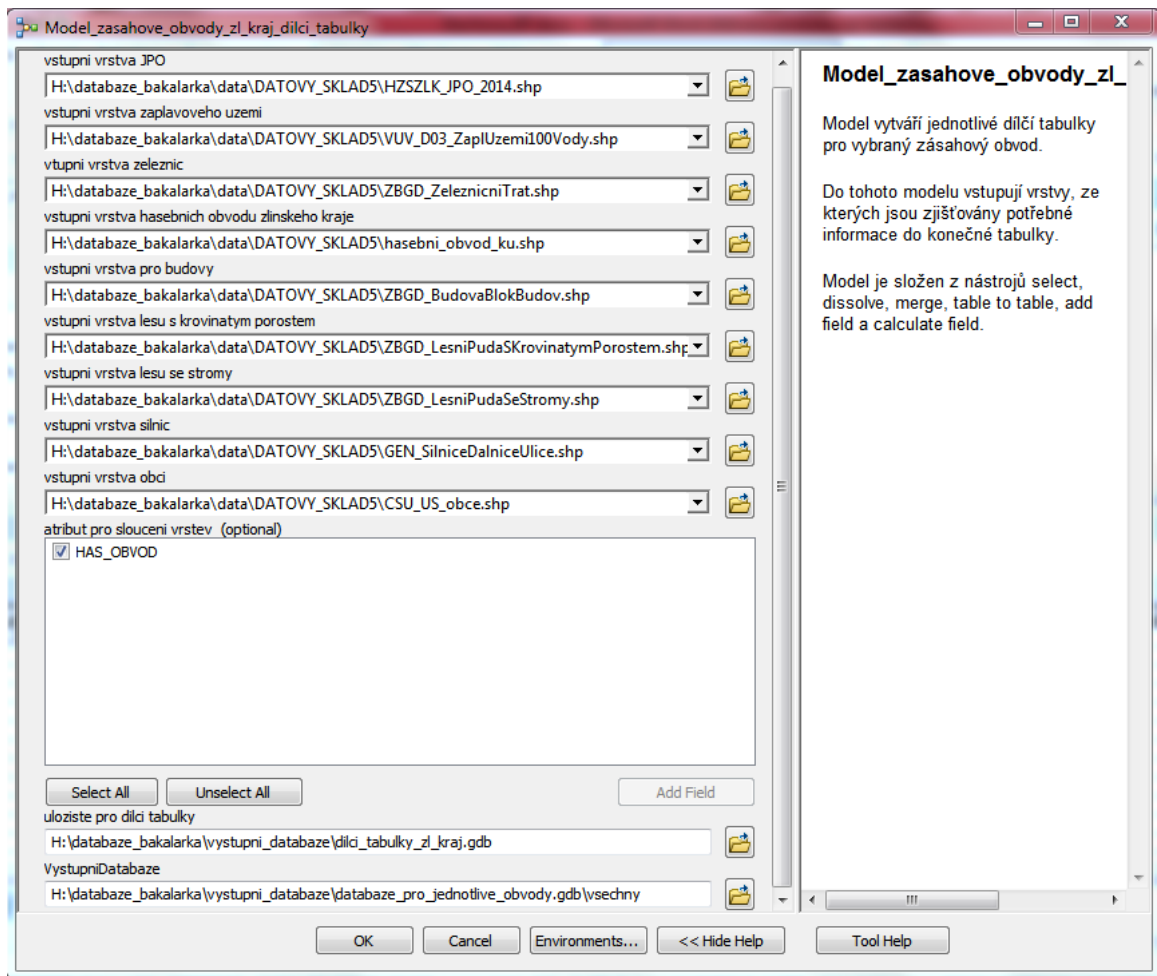 Model_zasahove_obvody_zl_kraj_dilci_tabulky
vstupni vrstva JPO
H:\databaze_bakalarka\data\DATOVY_SKLAD5\HZSZLK_JPO_2014.shp
vstupni vrstva zaplavoveho uzemi
H:\databaze_bakalarka\data\DATOVY_SKLAD5\VUV_D03_ZaplUzemi100Vody.shp
vtupni vrstva zeleznic
H:\databaze_bakalarka\data\DATOVY_SKLAD5\ZBGD_ZeleznicniTrat.shp
vstupni vrstva hasebnich obvodu zlinskeho kraje
H:\databaze_bakalarka\data\DATOVY_SKLAD5\hasebni_obvod_ku.shp
vstupni vrstva pro budovy
H:\databaze_bakalarka\data\DATOVY_SKLAD5\ZBGD_BudovaBlokBudov.shp
vstupni vrstva lesu s krovinatym porostem
H:\databaze_bakalarka\data\DATOVY_SKLAD5\ZBGD_LesniPudaSKrovinatymPorostem.shp
vstupni vrstva lesu se stromy
H:\databaze_bakalarka\data\DATOVY_SKLAD5\ZBGD_LesniPudaSeStromy.shp
vstupni vrstva silnic
H:\databaze_bakalarka\data\DATOVY_SKLAD5\GEN_SilniceDalniceUlice.shp
vstupni vrstva obci
H:\databaze_bakalarka\data\DATOVY_SKLAD5\CSU_US_obce.shp
atribut pro slouceni vrstev (optional)
HAS_OBVOD
Select All
Unselect All
Add Field
uloziste pro dilci tabulky
H:\databaze_bakalarka\vystupni_databaze\dilci_tabulky_zl_kraj.gdb
VystupniDatabaze
H:\databaze_bakalarka\vystupni_databaze\databaze_pro_jednotlive_obvody.gdb\vsechny
Model_zasahove_obvody_zl_
Model vytváří jednotlivé dílčí tabulky
pro vybraný zásahový obvod.
Do tohoto modelu vstupují vrstvy, ze
kterých jsou zjišťovány potřebné
informace do konečné tabulky.
Model je složen z nástrojů select,
dissolve, merge, table to table, add
field a calculate field.
OK
Cancel
Environments...
<< Hide Help
Tool Help